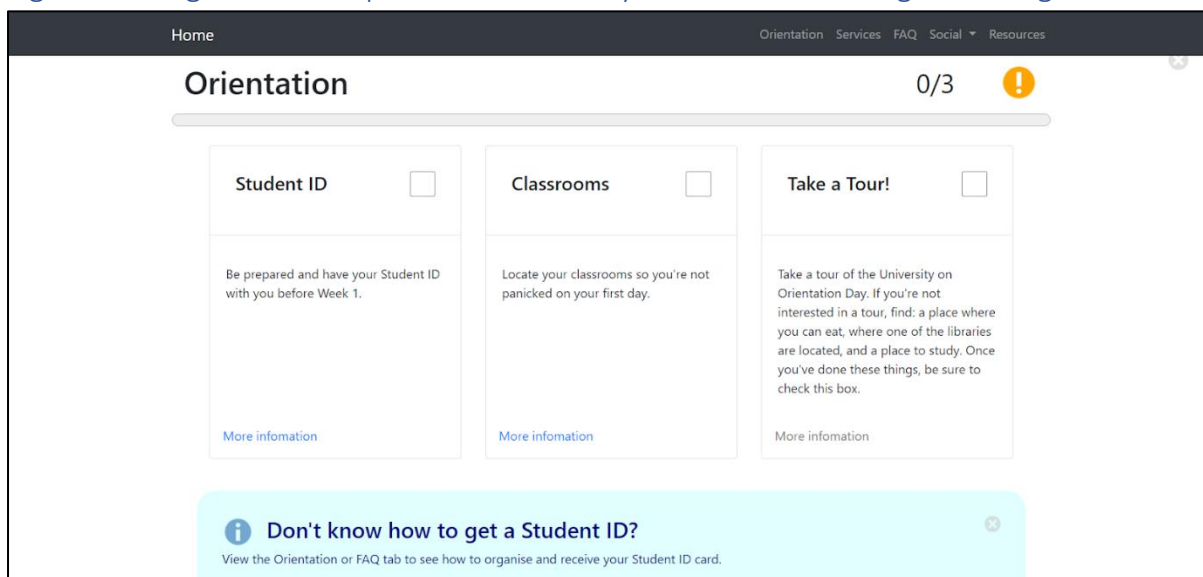 Home Orientation Services FAQ Social Resources
Orientation 0/3
Student ID
Be prepared and have your Student ID
with you before Week 1.
More infomation
Classrooms
Locate your classrooms so you're not
panicked on your first day.
More infomation
Take a Tour!
Take a tour of the University on
Orientation Day. If you're not
interested in a tour, find: a place where
you can eat, where one of the libraries
are located, and a place to study. Once
you've done these things, be sure to
check this box.
More infomation
Don't know how to get a Student ID?
View the Orientation or FAQ tab to see how to organise and receive your Student ID card.